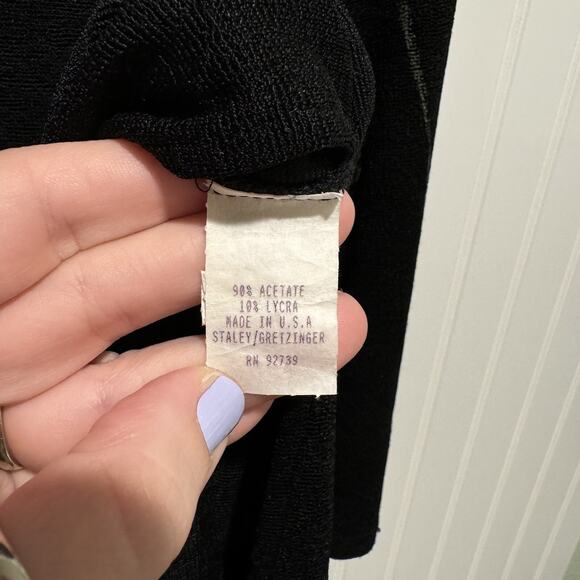 90% ACETATE
10% LYCRA
MADE IN U.S.A
STALEY/GRETZINGER
RN 92739